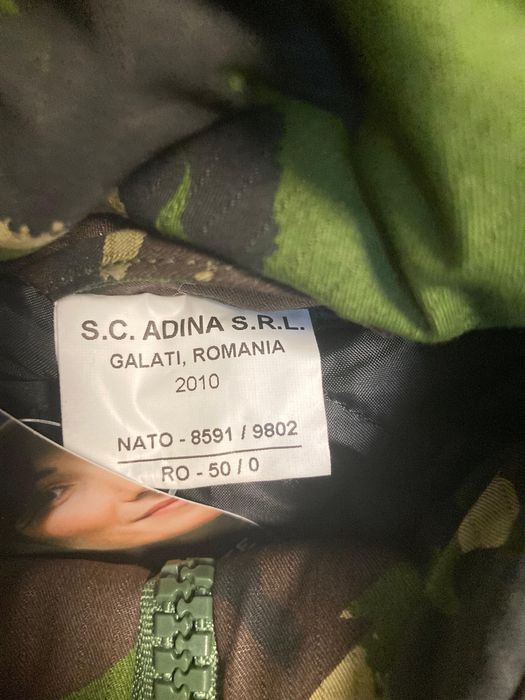 S.C. ADINA S.R.L.
GALATI, ROMANIA
2010
NATO - 8591 / 9802
RO - 50 / 0